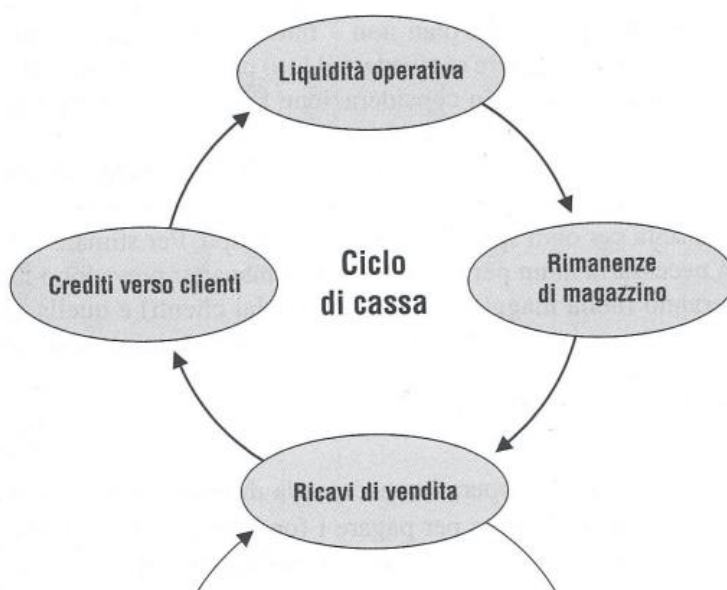 Liquidità operativa
Crediti verso clienti
Ciclo
di cassa
Rimanenze
di magazzino
Ricavi di vendita